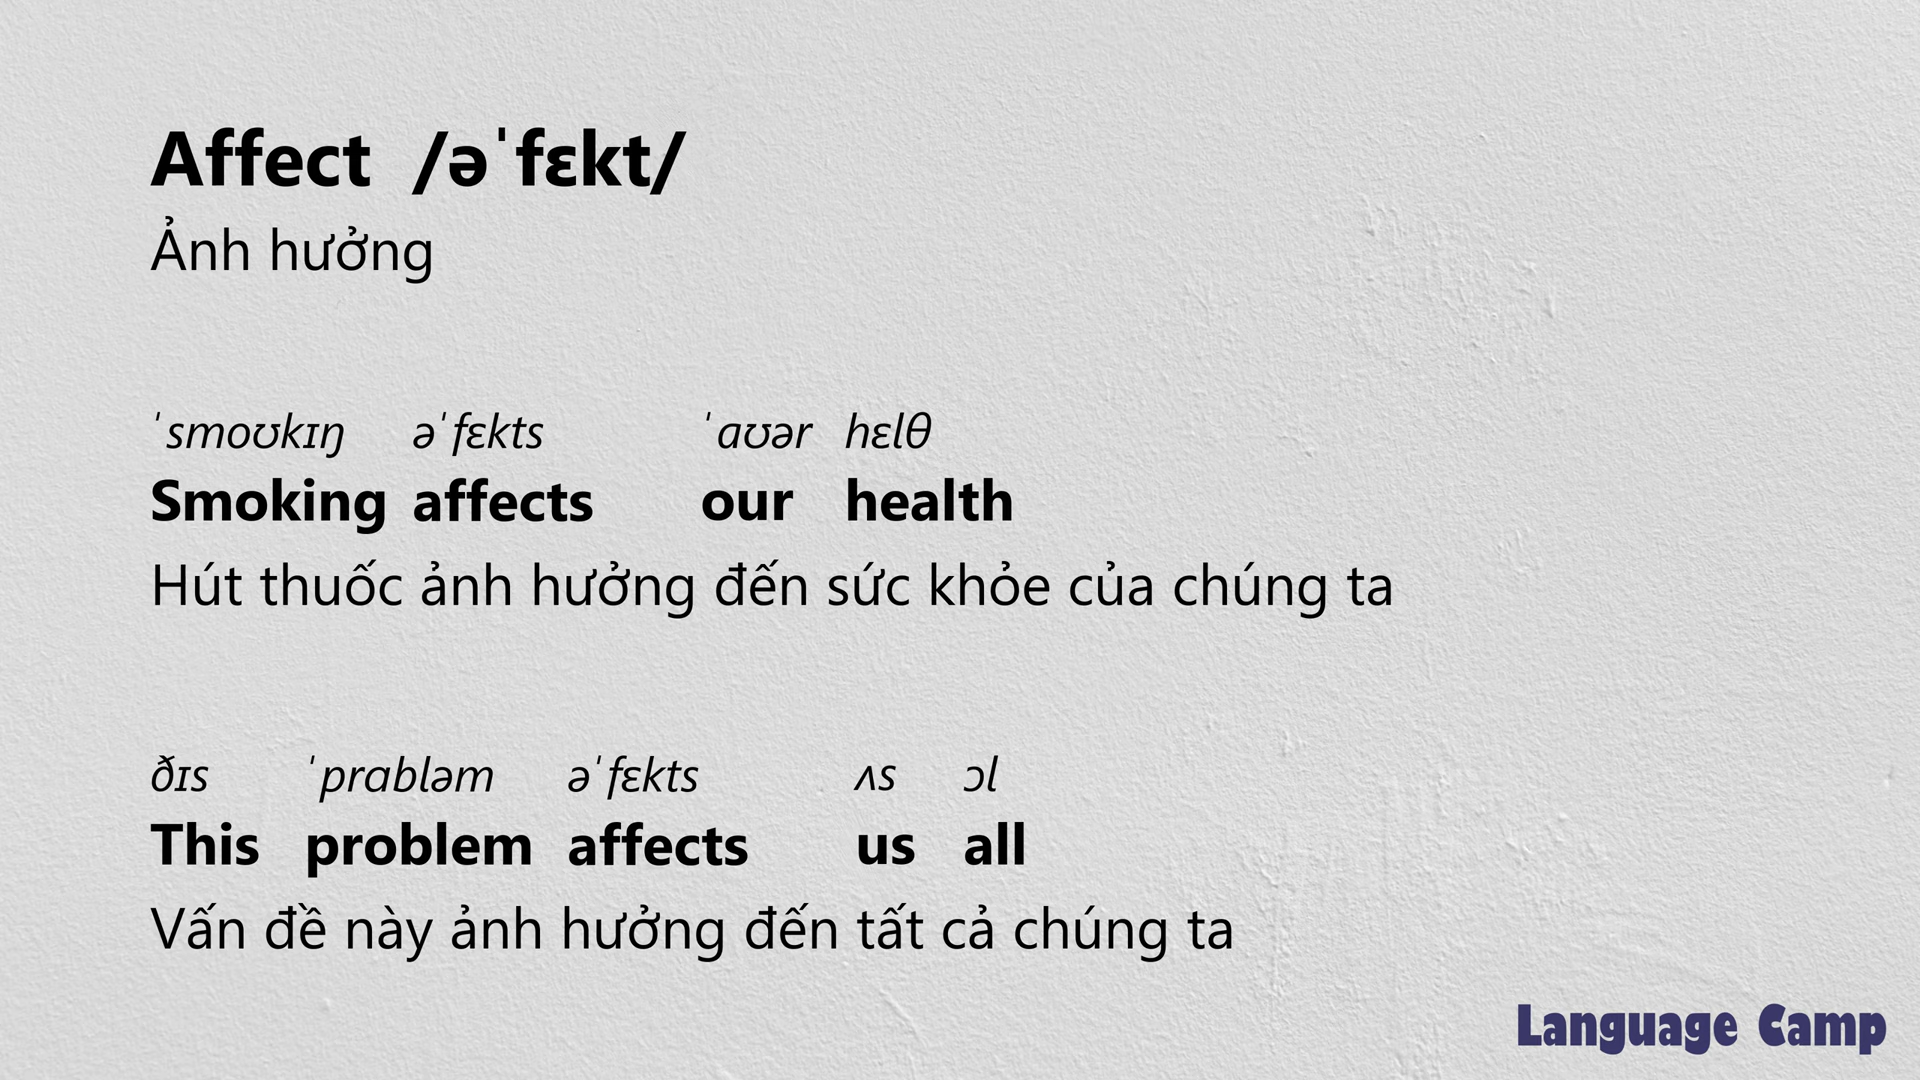 Affect /əˈfɛkt/
Ảnh hưởng
ˈsmoʊkɪŋ əˈfɛkts ˈaʊər hɛlθ
Smoking affects our health
Hút thuốc ảnh hưởng đến sức khỏe của chúng ta
ðɪs ˈprɑbləm əˈfɛkts ʌs ɔl
This problem affects us all
Vấn đề này ảnh hưởng đến tất cả chúng ta
Language Camp